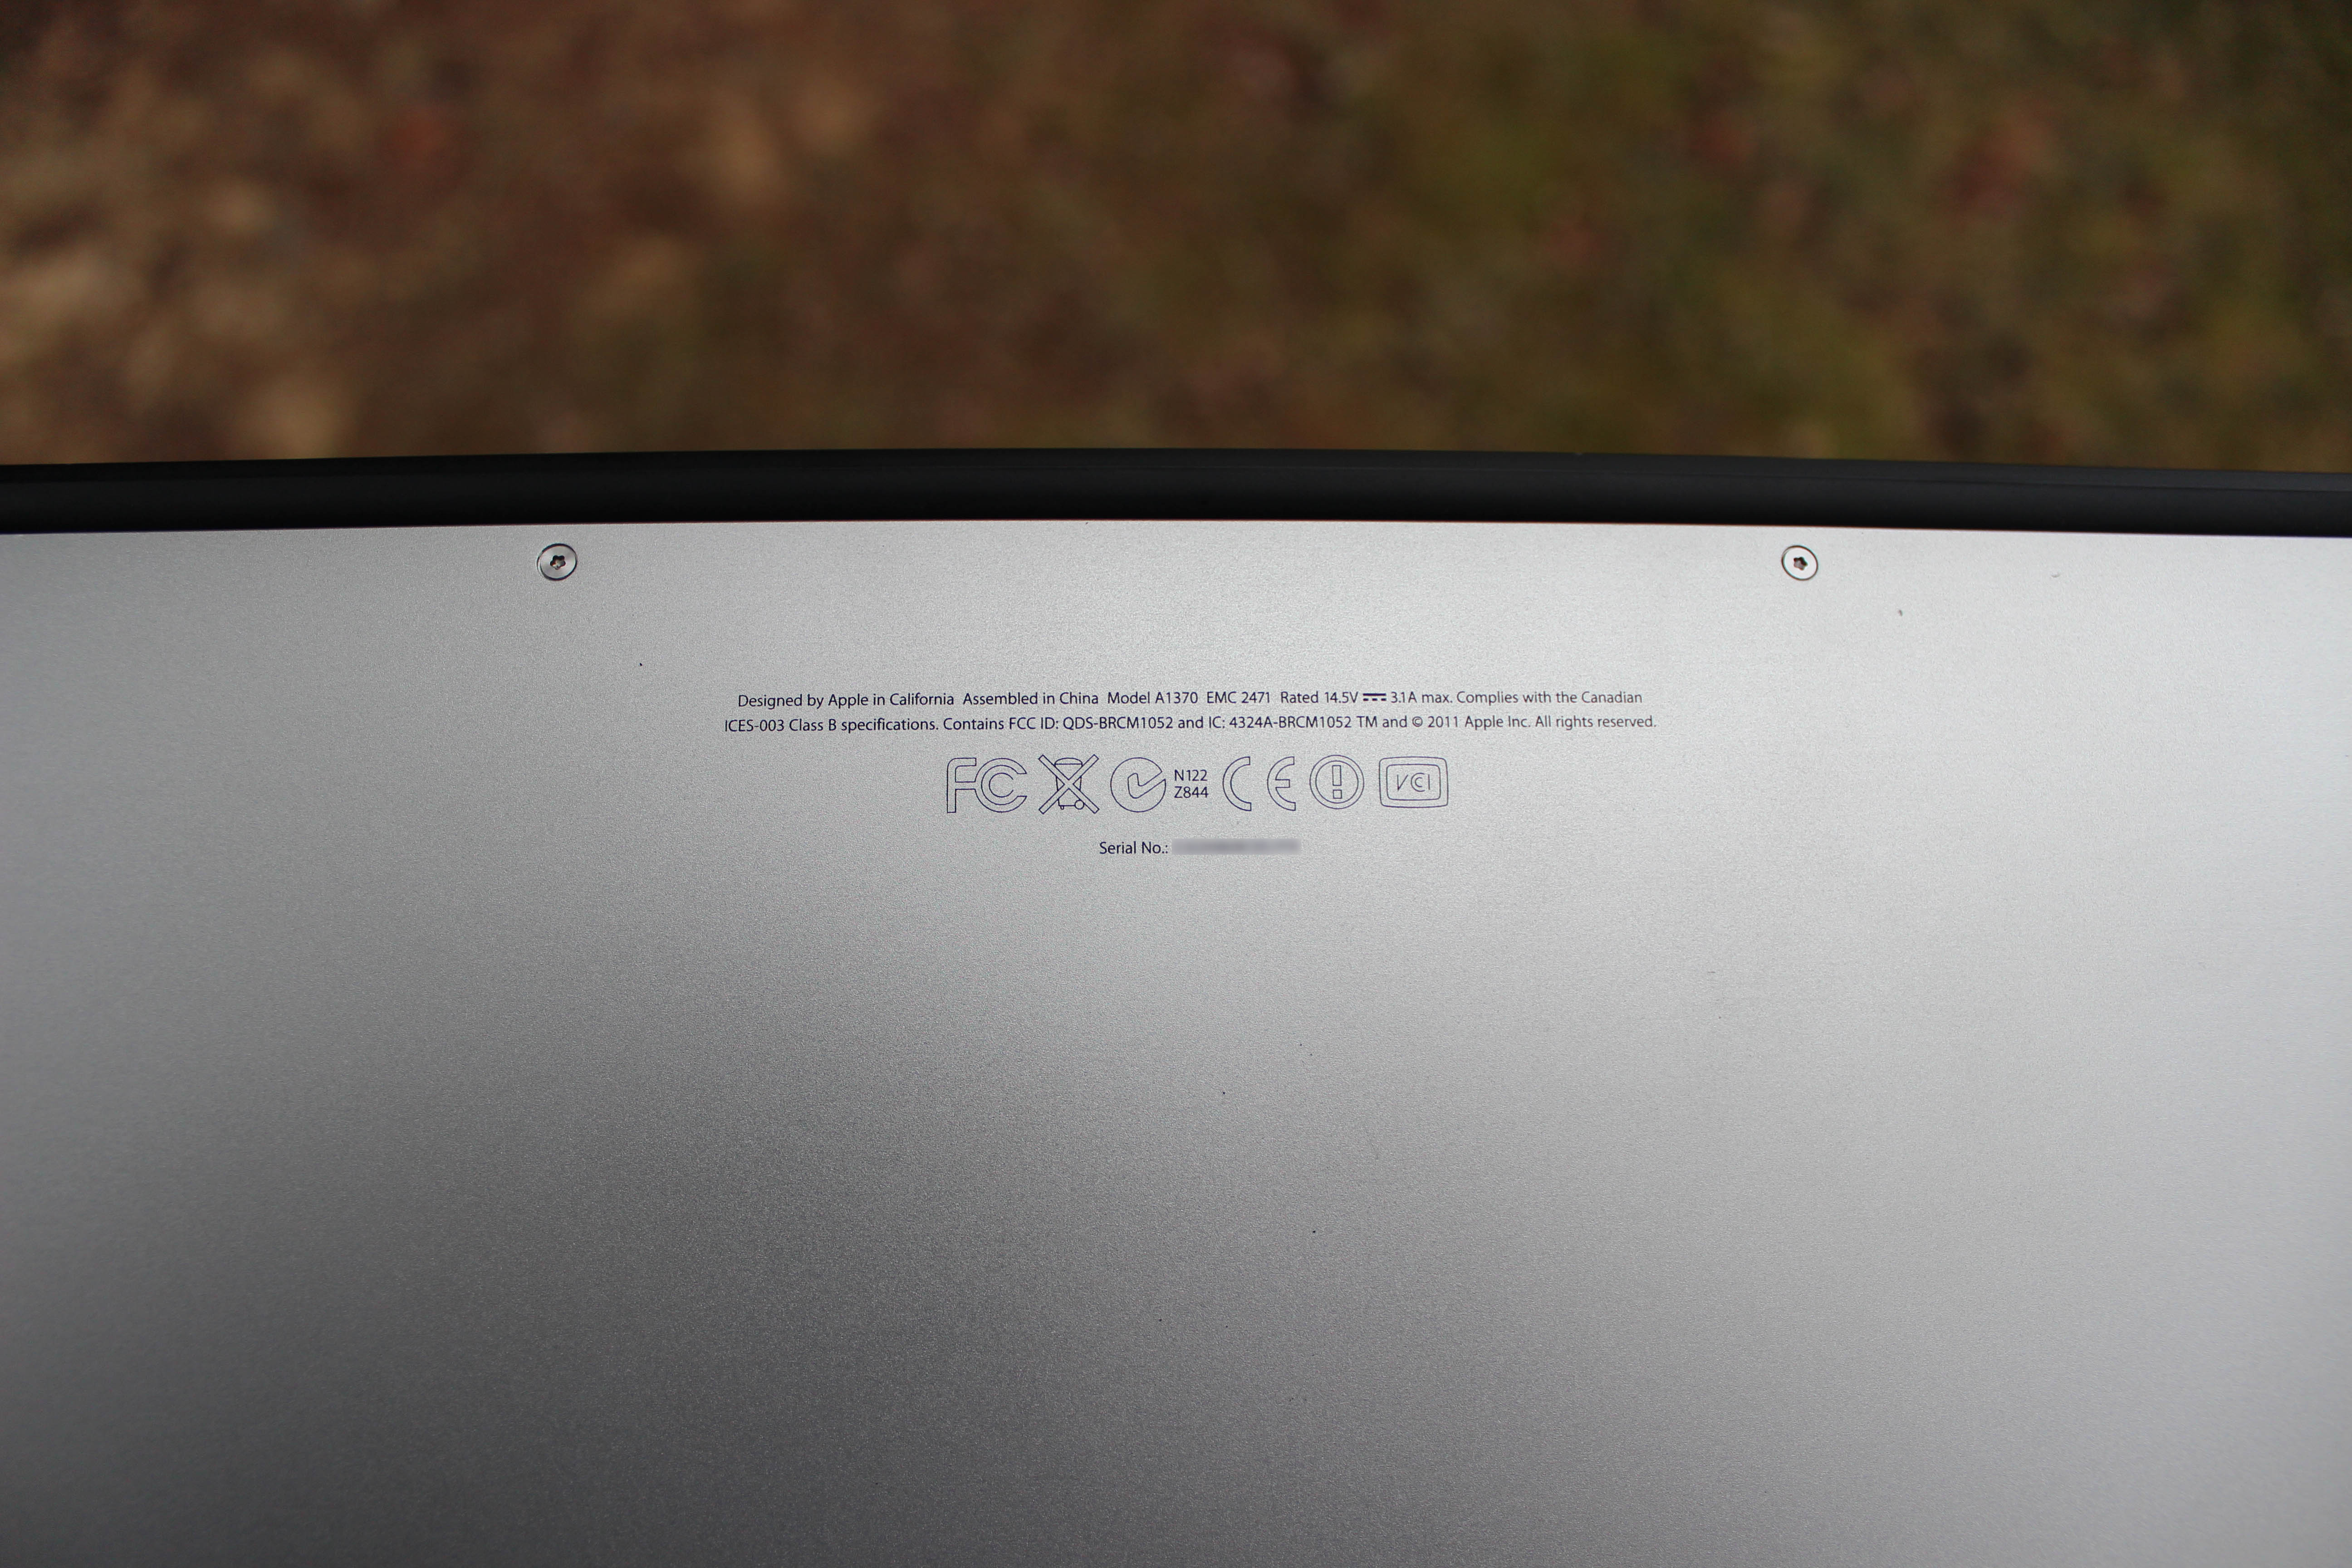 Designed by Apple in California Assembled in China Model A1370 EMC 2471 Rated 14.5V ⎓ 3.1A max. Complies with the Canadian
ICES-003 Class B specifications. Contains FCC ID: QDS-BRCM1052 and IC: 4324A-BRCM1052 TM and © 2011 Apple Inc. All rights reserved.
FC N122 CE VCI
Z844
Serial No.: